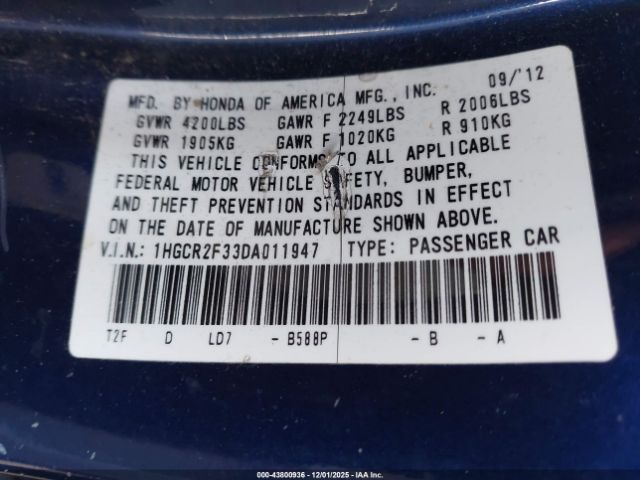 MFD. BY HONDA OF AMERICA MFG., INC. 09/'12
GVWR 4200LBS GAWR F 2249LBS R 2006LBS
GVWR 1905KG GAWR F 1020KG R 910KG
THIS VEHICLE CONFORMS TO ALL APPLICABLE
FEDERAL MOTOR VEHICLE SAFETY, BUMPER,
AND THEFT PREVENTION STANDARDS IN EFFECT
ON THE DATE OF MANUFACTURE SHOWN ABOVE.
V.I.N.: 1HGCR2F33DA011947 TYPE: PASSENGER CAR
T2F D LD7 - B588P - B - A
000-43800936 - 12/01/2025 - IAAI Inc.